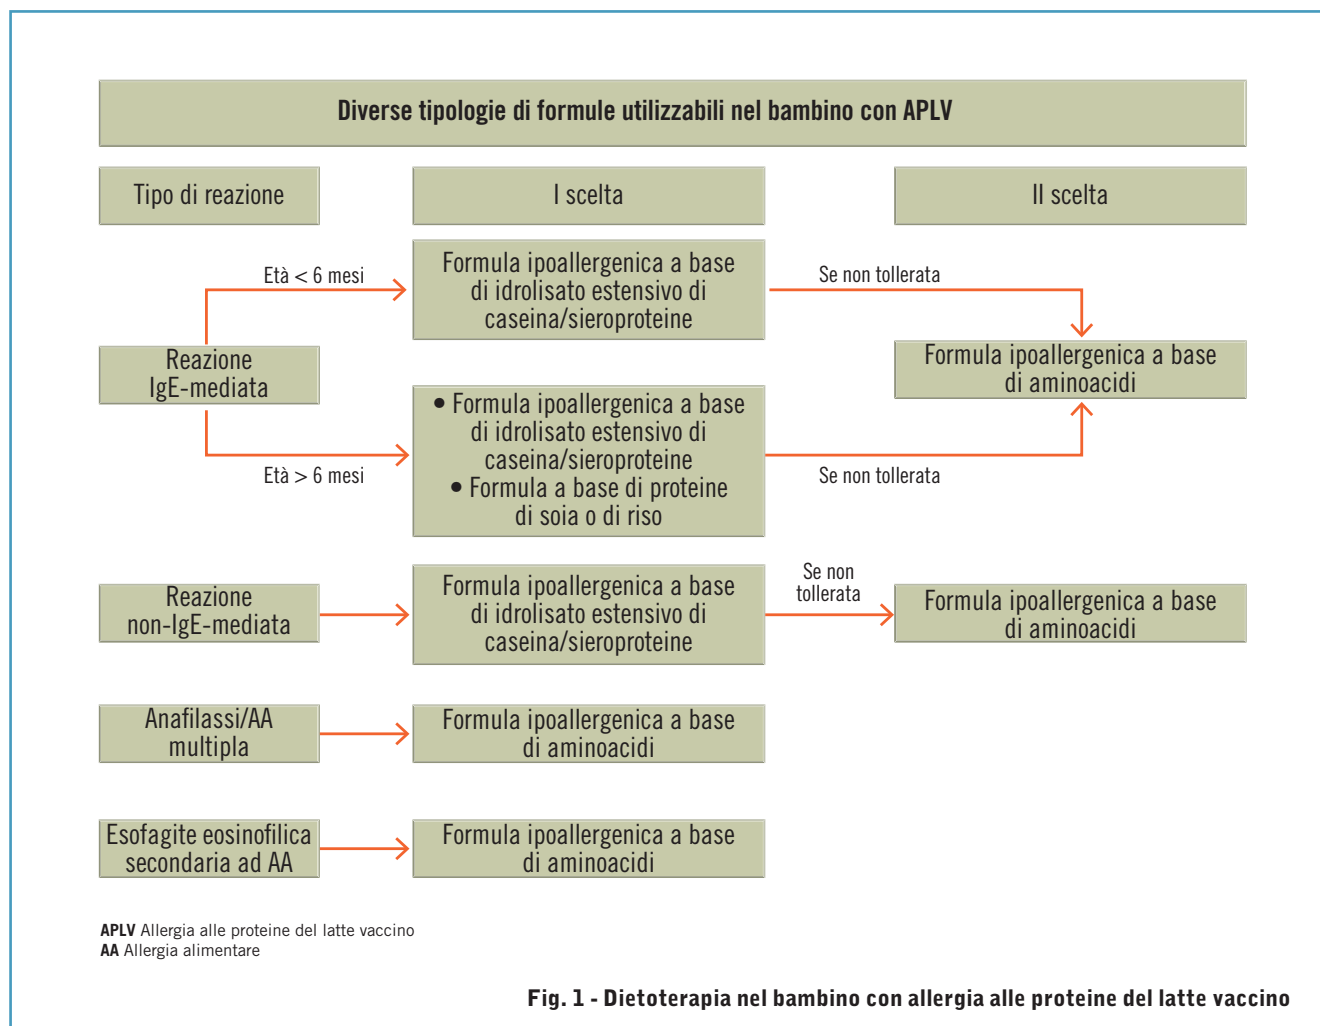 Diverse tipologie di formule utilizzabili nel bambino con APLV
Tipo di reazione
I scelta
II scelta
Reazione
IgE-mediata
Età < 6 mesi
Formula ipoallergenica a base
di idrolisato estensivo di
caseina/sieroproteine
Se non tollerata
Età > 6 mesi
• Formula ipoallergenica a base
di idrolisato estensivo di
caseina/sieroproteine
• Formula a base di proteine
di soia o di riso
Se non tollerata
Formula ipoallergenica a base
di aminoacidi
Reazione
non-IgE-mediata
Formula ipoallergenica a base
di idrolisato estensivo di
caseina/sieroproteine
Se non
tollerata
Formula ipoallergenica a base
di aminoacidi
Anafilassi/AA
multipla
Formula ipoallergenica a base
di aminoacidi
Esofagite eosinofilica
secondaria ad AA
Formula ipoallergenica a base
di aminoacidi
APLV Allergia alle proteine del latte vaccino
AA Allergia alimentare
Fig. 1 - Dietoterapia nel bambino con allergia alle proteine del latte vaccino